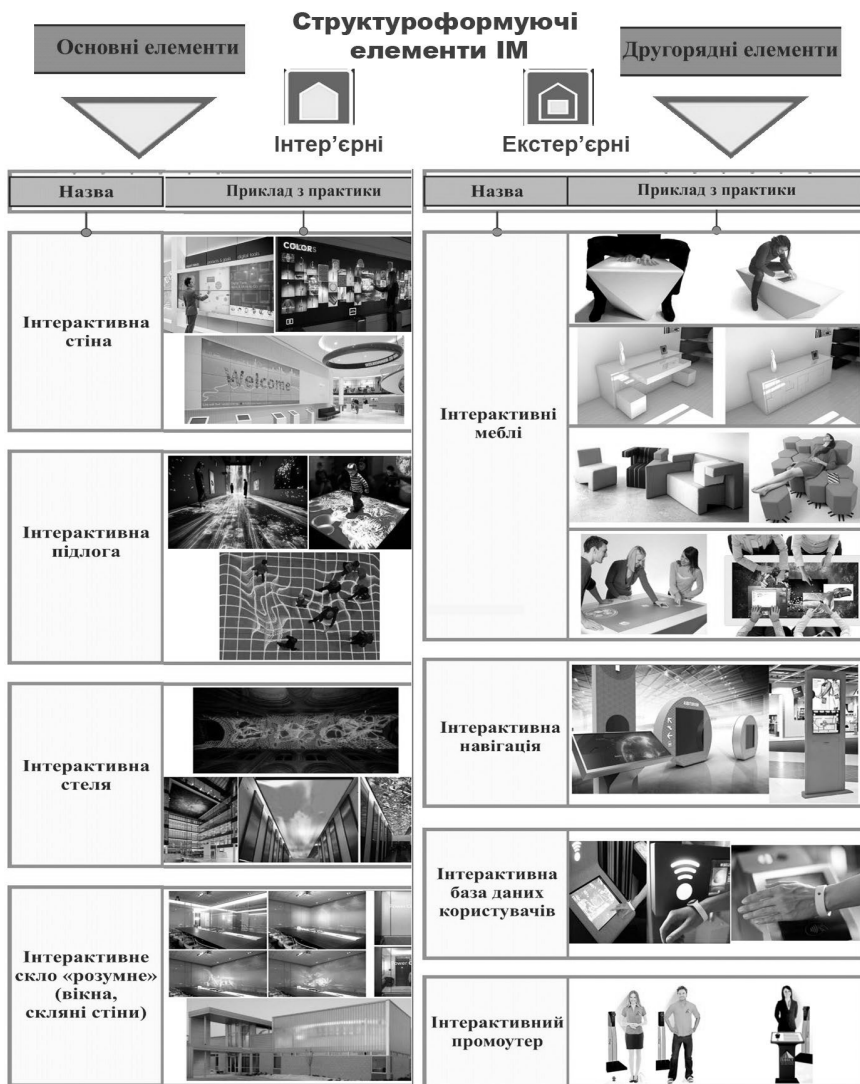 Структуроформуючі
елементи ІМ
Основні елементи
Другорядні елементи
Інтер’єрні
Екстер’єрні
Назва
Приклад з практики
Інтерактивна
стіна
COLORS
Welcome
Інтерактивна
підлога
Інтерактивна
стеля
Інтерактивне
скло «розумне»
(вікна,
скляні стіни)
Назва
Приклад з практики
Інтерактивні
меблі
Інтерактивна
навігація
Інтерактивна
база даних
користувачів
Інтерактивний
промоутер